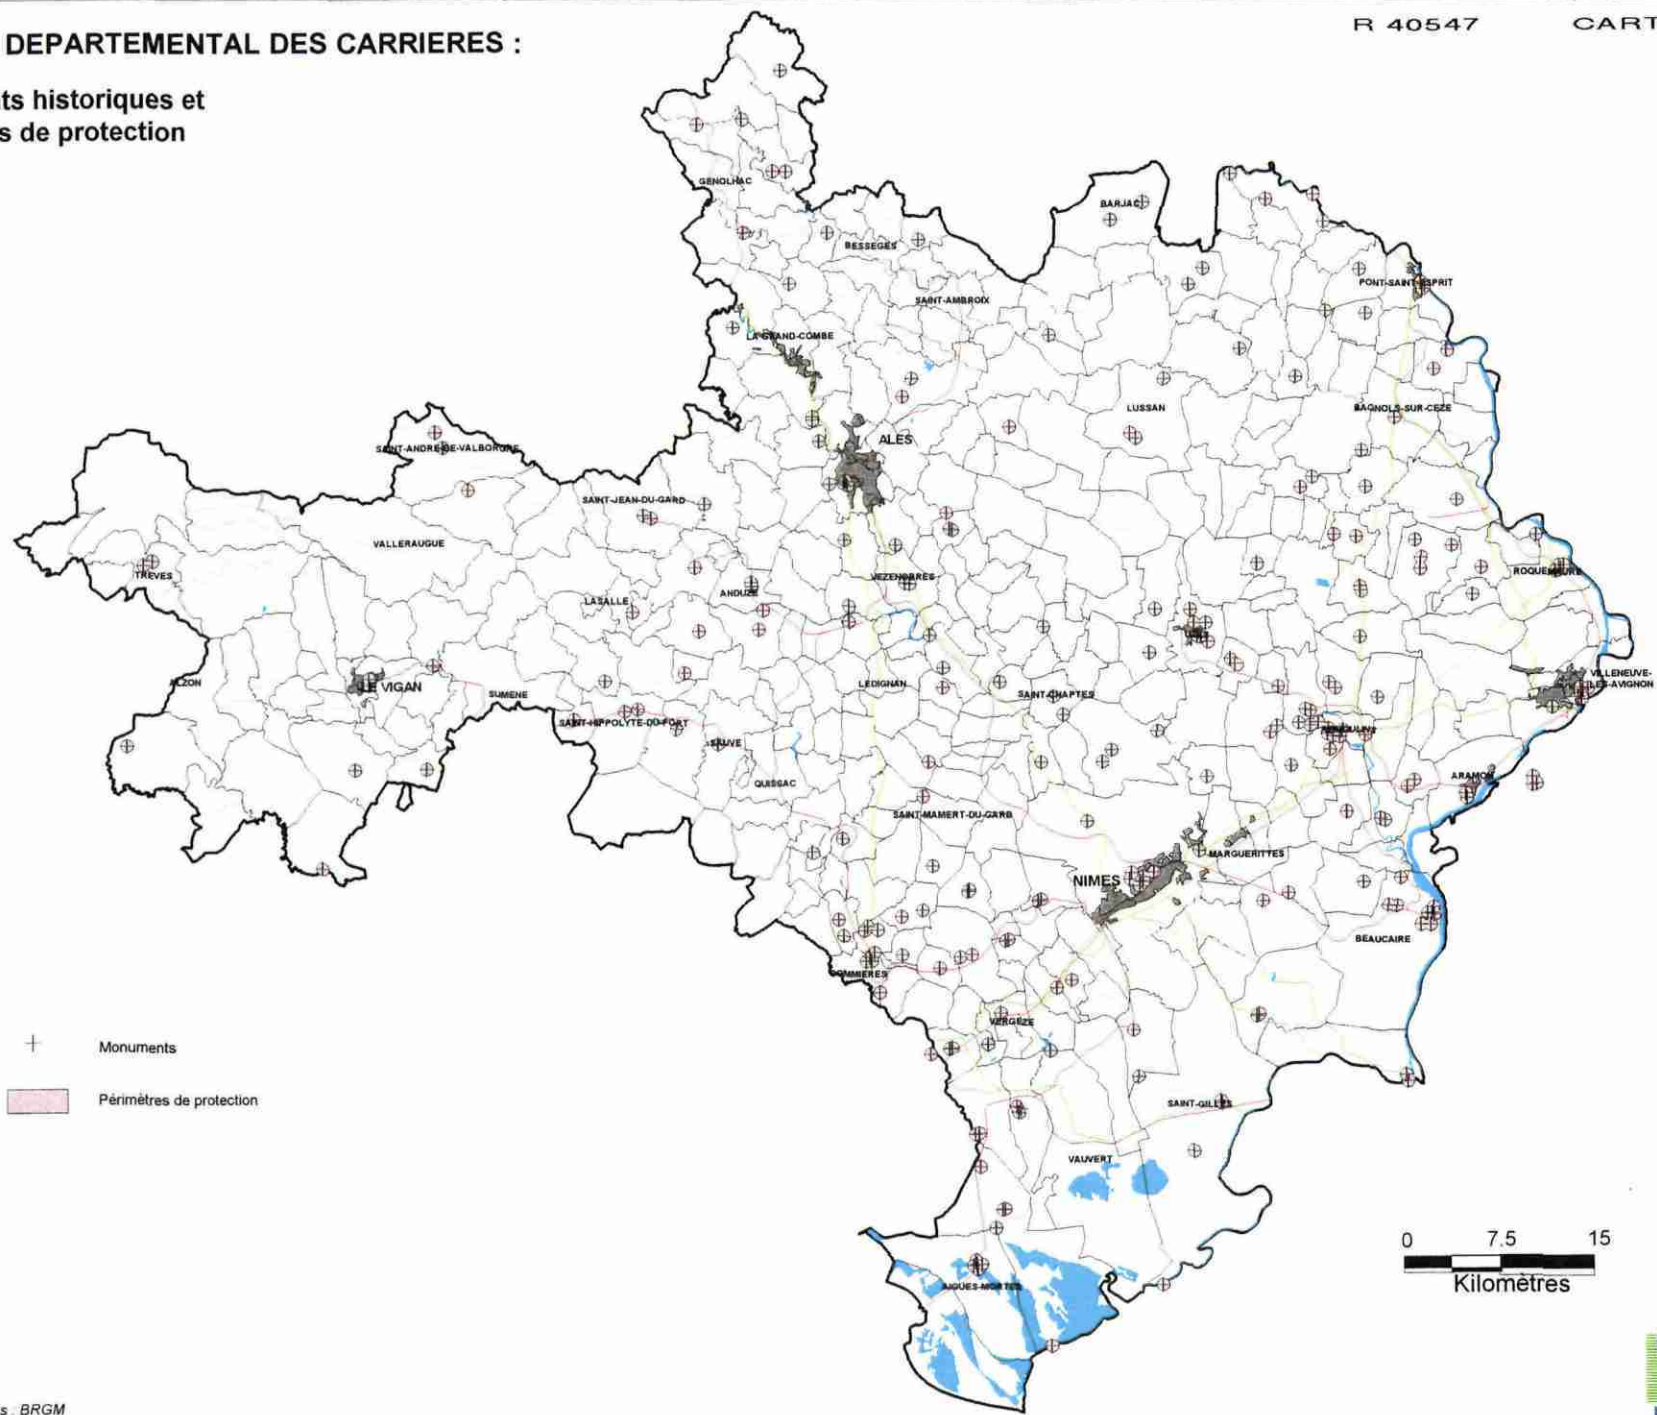 DEPARTEMENTAL DES CARRIERES :
R 40547 CART
ts historiques et
s de protection
GENOLHAC
BARJAC
BESSEGES
PONT-SAINT-ESPRIT
SAINT-AMBROIX
LA GRAND-COMBE
LUSSAN
BAGNOLS-SUR-CEZE
ALES
SAINT-ANDRE-DE-VALBORGNE
SAINT-JEAN-DU-GARD
VALLERAUGUE
TREVES
VEZENOBRES
ROQUEMAURE
ANDUZE
LASALLE
ALZON
LE VIGAN
SUMENE
LEDIGNAN
SAINT-CHAPTES
VILLENEUVE-
LES-AVIGNON
SAINT-HIPPOLYTE-DU-FORT
SAUVE
REMOULINS
QUISSAC
ARAMON
SAINT-MAMERT-DU-GARD
MARGUERITTES
NIMES
BEAUCAIRE
SOMMIERES
VERGEZE
Monuments
Périmètres de protection
SAINT-GILLES
VAUVERT
AIGUES-MORTES
0 7.5 15
Kilomètres
s : BRGM